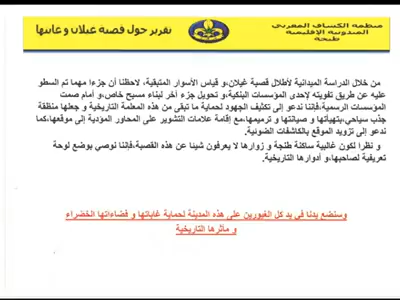 منظمة الكشاف المغربي
المندوبية الإقليمية
طنجة
تقرير حول قصبة غيلان و غابتها
من خلال الدراسة الميدانية لأطلال قصبة غيلان،و قياس الأسوار المتبقية، لاحظنا أن جزءا مهما تم السطو
عليه عن طريق تفويته لإحدى المؤسسات البنكية،و تحويل جزء آخر لبناء مسبح خاص،و أمام صمت
المؤسسات الرسمية،فإننا ندعو إلى تكثيف الجهود لحماية ما تبقى من هذه المعلمة التاريخية و جعلها منطقة
جذب سياحي،بتهيأتها و صيانتها و ترميمها،مع إقامة علامات التشوير على المحاور المؤدية إلى موقعها،كما
ندعو إلى تزويد الموقع بالكاشفات الضوئية.
و نظرا لكون غالبية ساكنة طنجة و زوارها لا يعرفون شيئا عن هذه القصبة،فإننا نوصي بوضع لوحة
تعريفية لصاحبها،و أدوارها التاريخية.
وسنضع يدنا في يد كل الغيورين على هذه المدينة لحماية غاباتها و فضاءاتها الخضراء
و مآثرها التاريخية